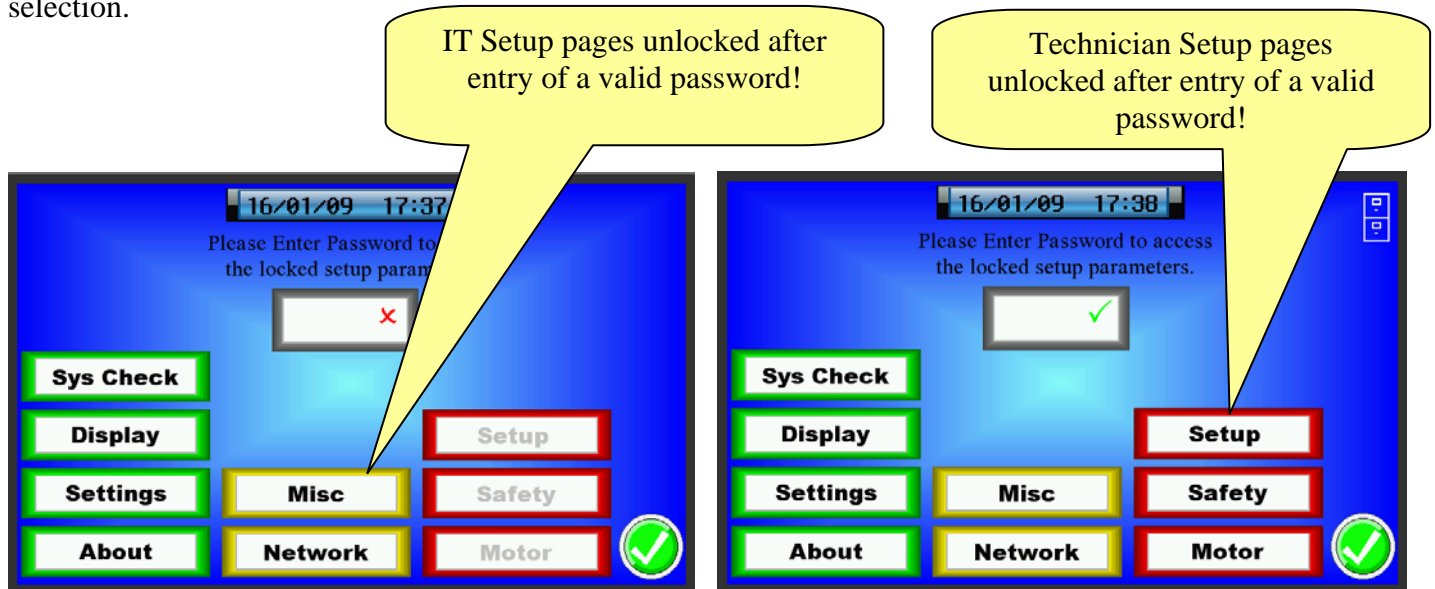 selection.
IT Setup pages unlocked after
entry of a valid password!
Technician Setup pages
unlocked after entry of a valid
password!
16/01/09 17:37
Please Enter Password to
the locked setup param
Sys Check
Display
Setup
Settings
Misc
Safety
About
Network
Motor
16/01/09 17:38
Please Enter Password to access
the locked setup parameters.
Sys Check
Display
Setup
Settings
Misc
Safety
About
Network
Motor